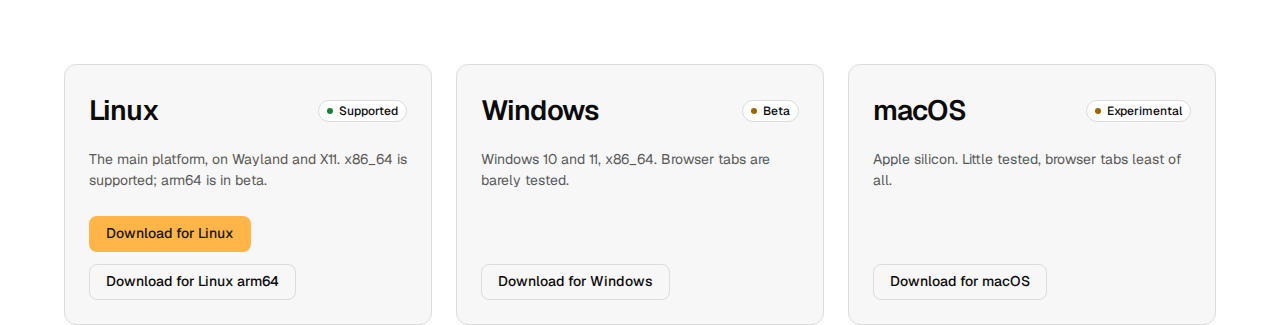 Linux
Supported
The main platform, on Wayland and X11. x86_64 is
supported; arm64 is in beta.
Download for Linux
Download for Linux arm64
Windows
Beta
Windows 10 and 11, x86_64. Browser tabs are
barely tested.
Download for Windows
macOS
Experimental
Apple silicon. Little tested, browser tabs least of
all.
Download for macOS